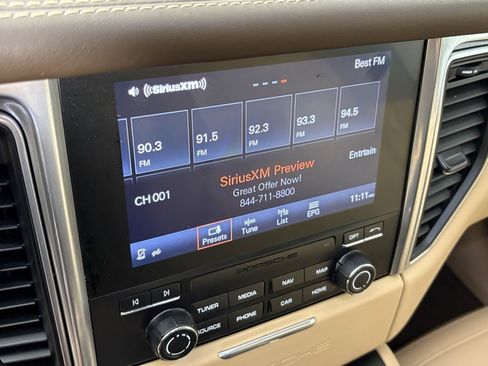 ((SiriusXM)) Best FM
90.3 FM 91.5 FM 92.3 FM 93.3 FM 94.5 FM
Entrtain
CH 001
SiriusXM Preview
Great Offer Now!
844-711-8800
11:11
Presets Tune List EPG
PORSCHE
OPT
TUNER MEDIA NAV MAP
SOURCE PHONE CAR HOME
PORSCHE